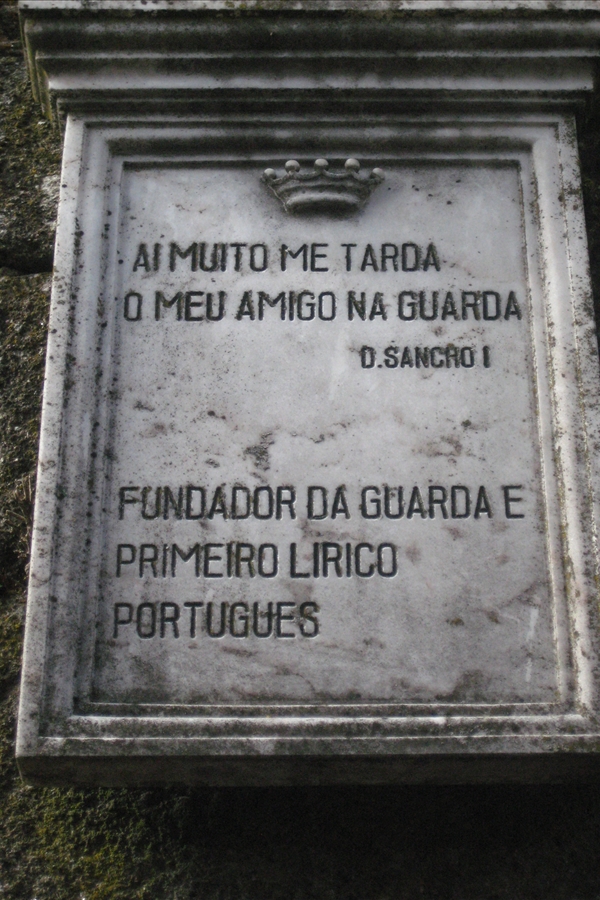 AI MUITO ME TARDA
O MEU AMIGO NA GUARDA
D.SANCHO I
FUNDADOR DA GUARDA E
PRIMEIRO LIRICO
PORTUGUES